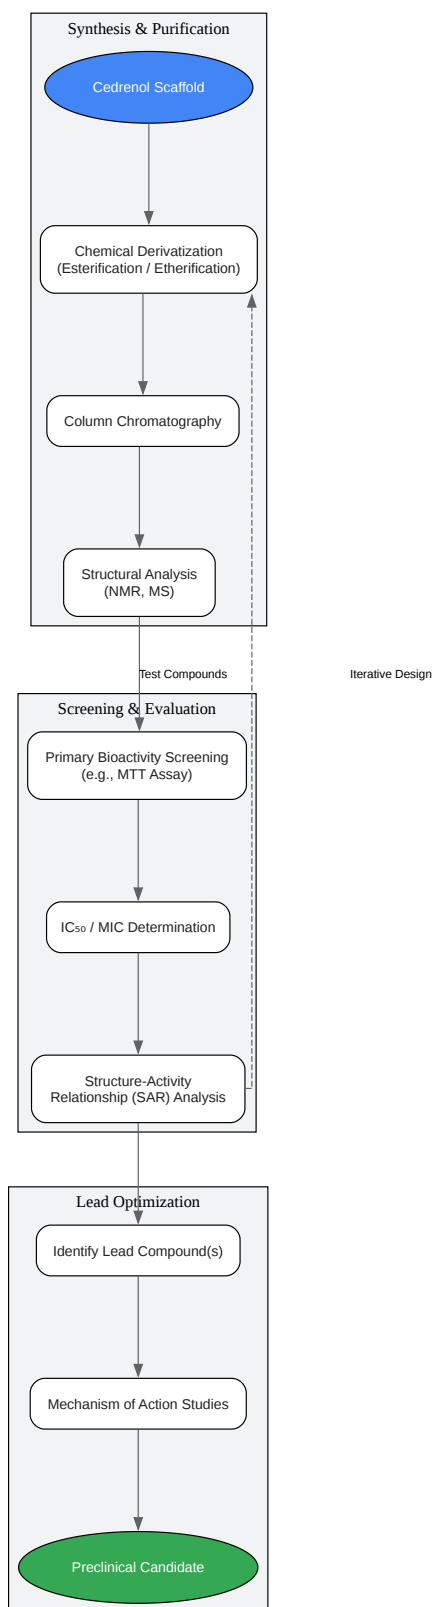 Synthesis & Purification
Cedrenol Scaffold
Chemical Derivatization
(Esterification / Etherification)
Column Chromatography
Structural Analysis
(NMR, MS)
Test Compounds
Iterative Design
Screening & Evaluation
Primary Bioactivity Screening
(e.g., MTT Assay)
IC₅₀ / MIC Determination
Structure-Activity
Relationship (SAR) Analysis
Lead Optimization
Identify Lead Compound(s)
Mechanism of Action Studies
Preclinical Candidate